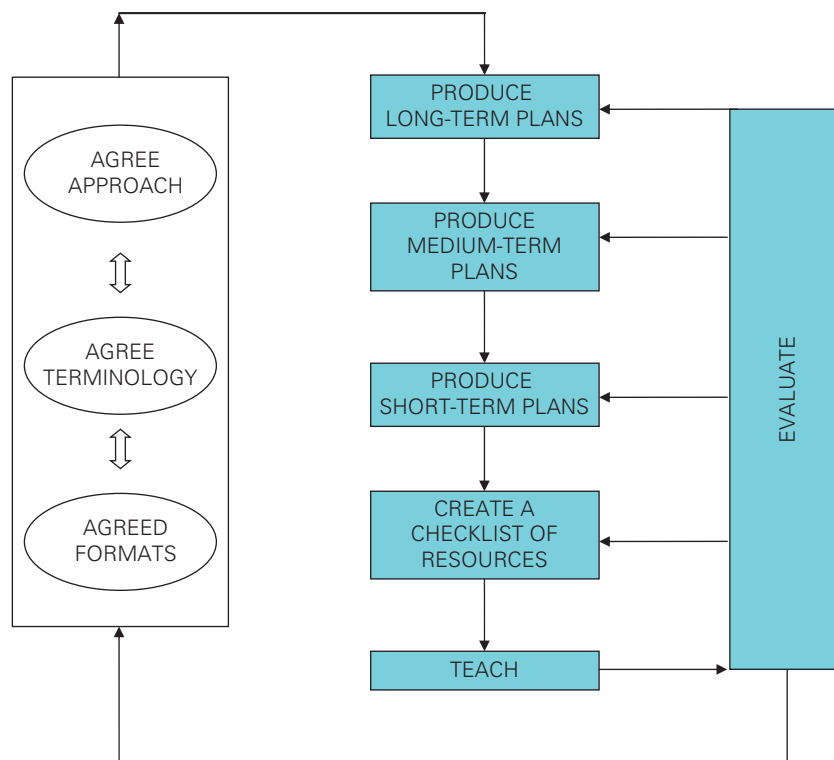 AGREE
APPROACH
AGREE
TERMINOLOGY
AGREED
FORMATS
PRODUCE
LONG-TERM PLANS
PRODUCE
MEDIUM-TERM
PLANS
PRODUCE
SHORT-TERM PLANS
CREATE A
CHECKLIST OF
RESOURCES
TEACH
EVALUATE